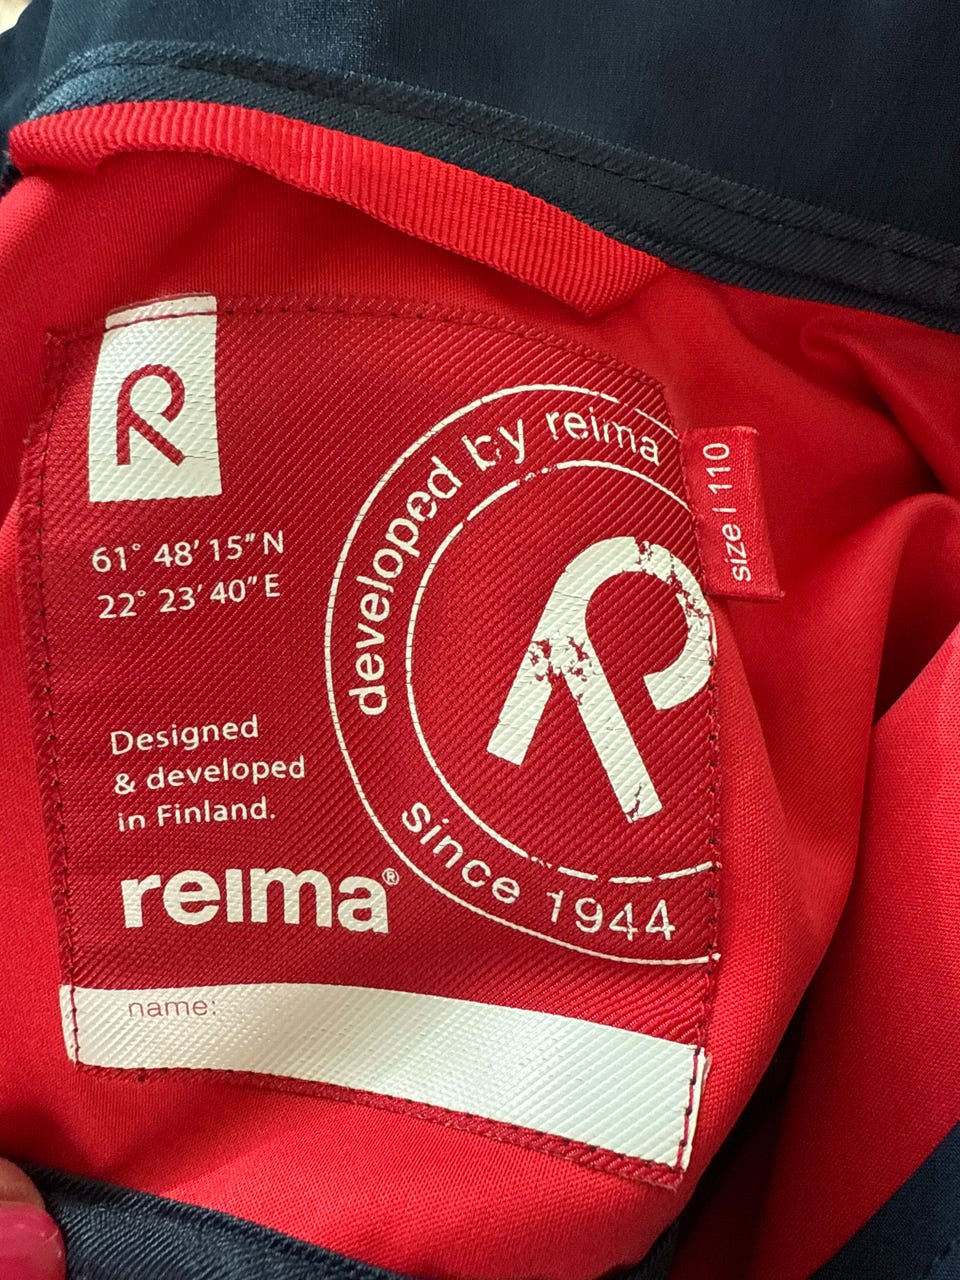 R
61° 48' 15" N
22° 23' 40" E
Designed
& developed
in Finland.
reima®
name:
developed by reima
R
since 1944
size | 110